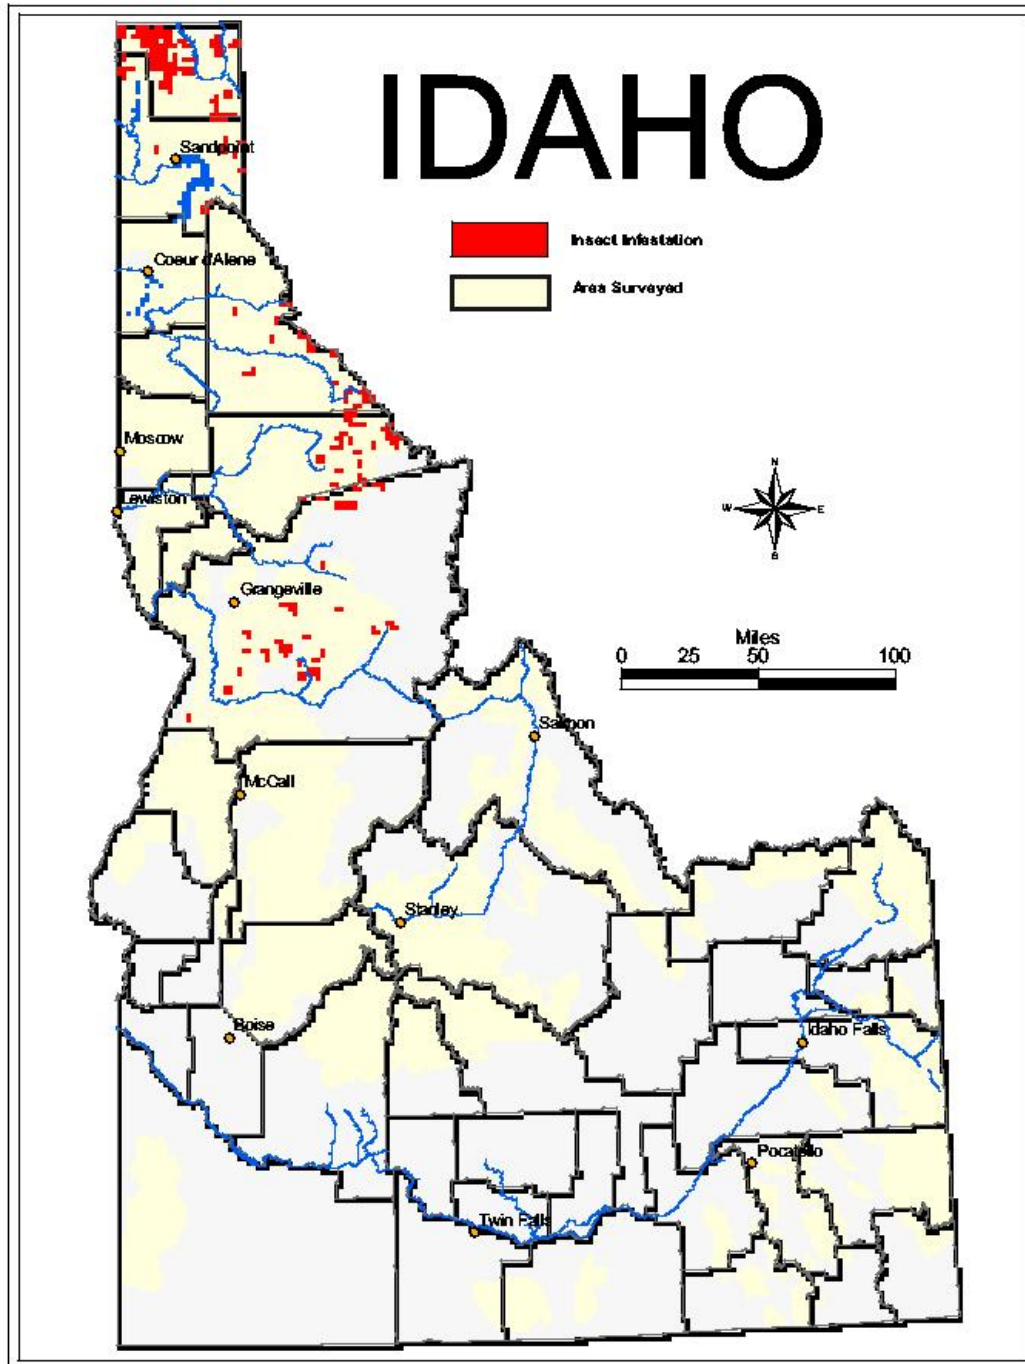 IDAHO
Sandpoint
Insect Infestation
Coeur d'Alene
Area Surveyed
Moscow
N
Lewiston
W
E
S
Grangeville
Miles
0 25 50 100
Salmon
McCall
Stanley
Boise
Idaho Falls
Pocatello
Twin Falls